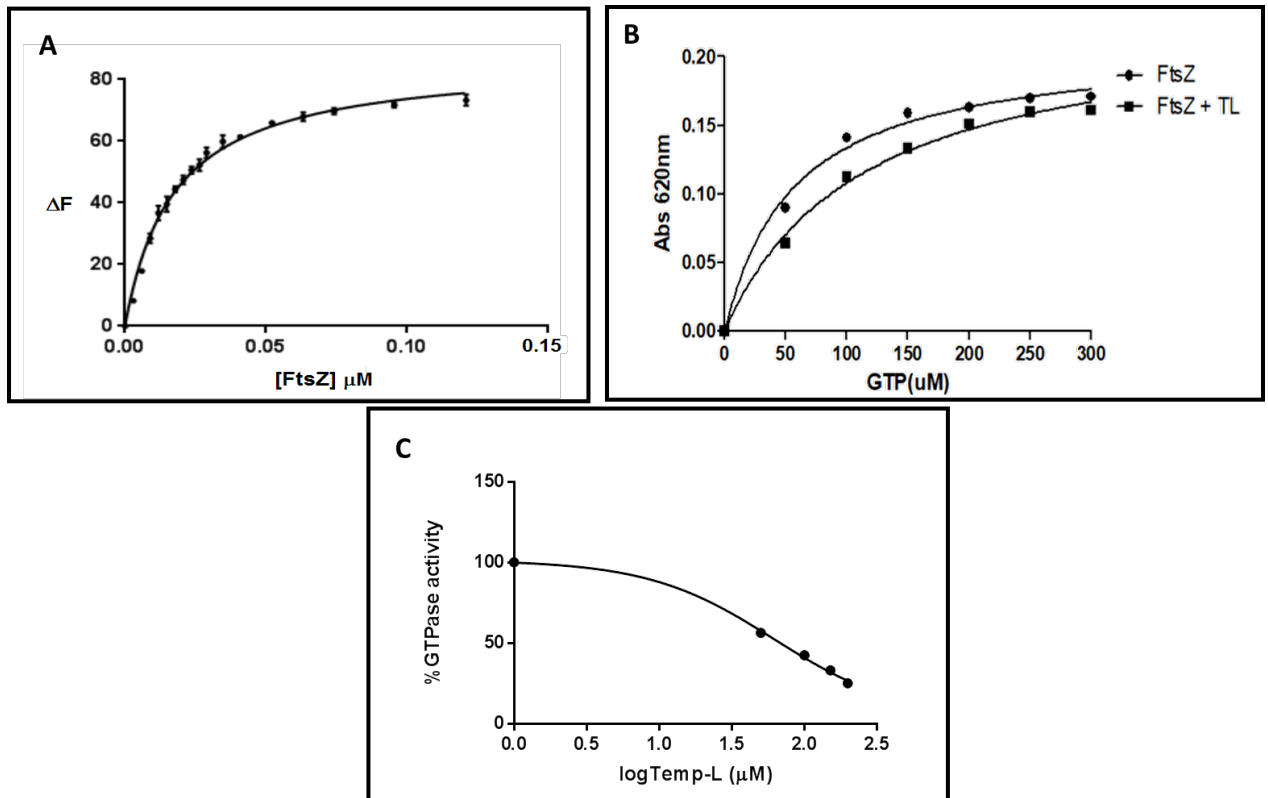 A
80
60
40
20
0
ΔF
0.00 0.05 0.10 0.15
[FtsZ] μM
B
0.20
0.15
0.10
0.05
0.00
Abs 620nm
0 50 100 150 200 250 300
GTP(uM)
FtsZ
FtsZ + TL
C
150
100
50
0
% GTPase activity
0.0 0.5 1.0 1.5 2.0 2.5
logTemp-L (μM)